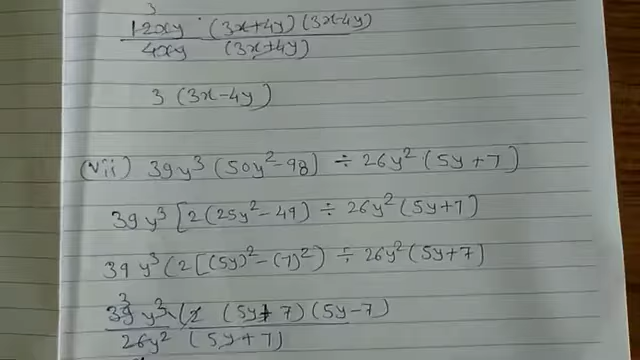 3
12xy · (3x+4y) (3x-4y)
4xy (3x+4y)
3 (3x-4y)
(vii) 39y³ (50y²-98) ÷ 26y² (5y+7)
39y³ [2(25y²-49) ÷ 26y² (5y+7)
39y³ (2[(5y)²-(7)²) ÷ 26y² (5y+7)
3
39 y³ x (2 (5y+7) (5y-7)
26y² (5y+7)